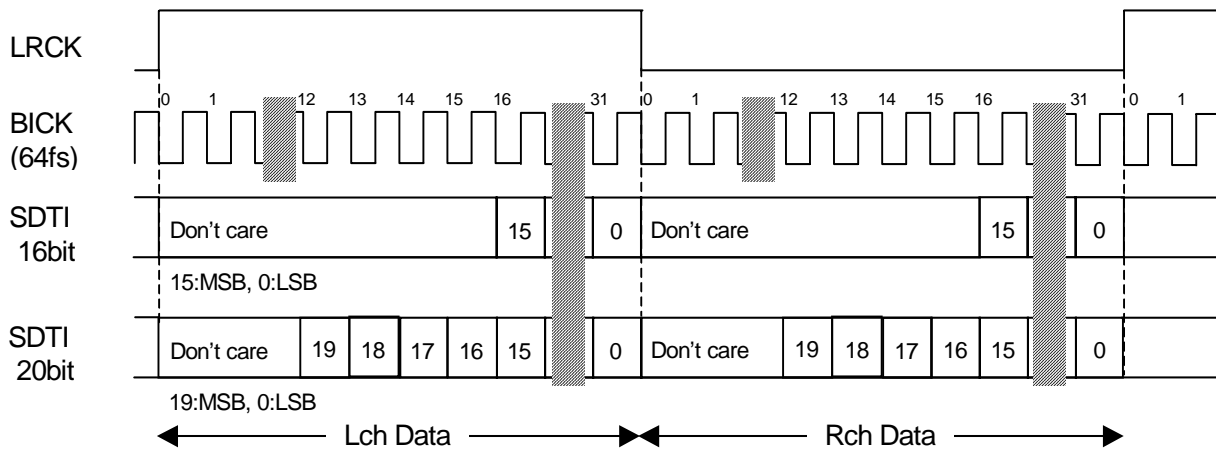 LRCK
0 1 12 13 14 15 16 31 0 1 12 13 14 15 16 31 0 1
BICK
(64fs)
SDTI
16bit
Don't care 15 0 Don't care 15 0
15:MSB, 0:LSB
SDTI
20bit
Don't care 19 18 17 16 15 0 Don't care 19 18 17 16 15 0
19:MSB, 0:LSB
Lch Data Rch Data